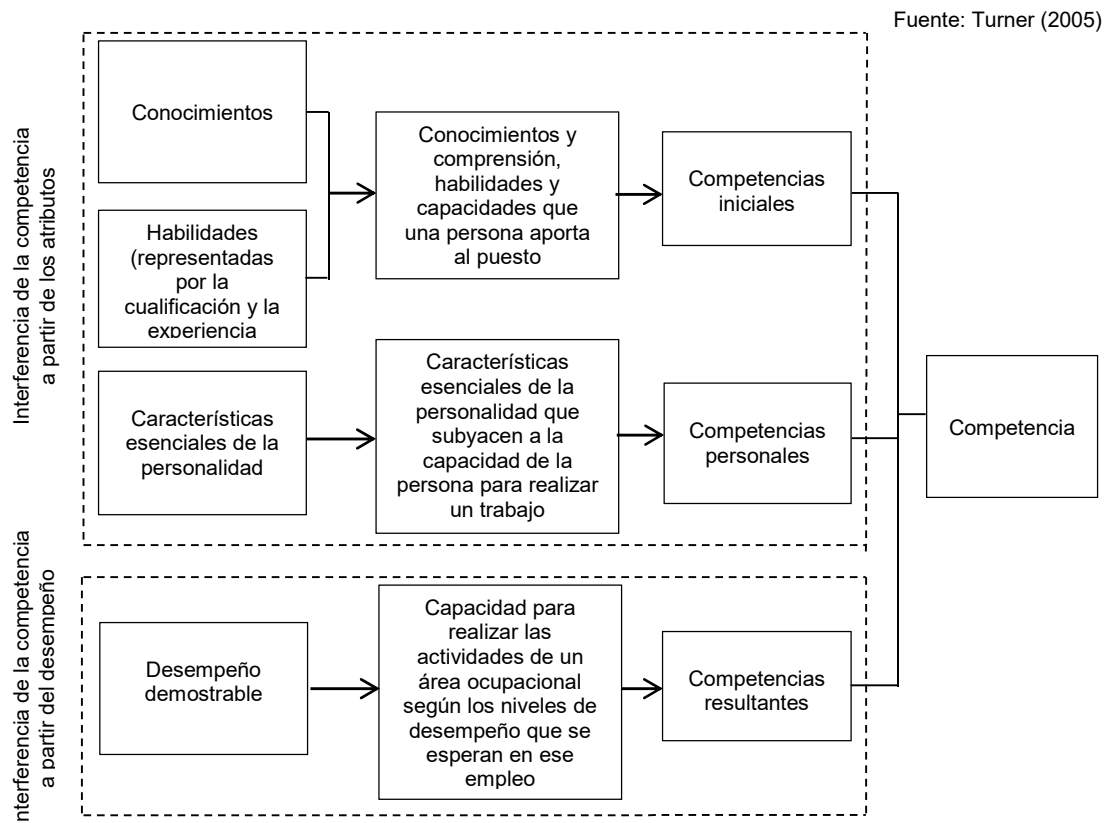 Fuente: Turner (2005)
Interferencia de la competencia
a partir de los atributos
Conocimientos
Habilidades
(representadas
por la
cualificación y la
experiencia
Conocimientos y
comprensión,
habilidades y
capacidades que
una persona aporta
al puesto
Competencias
iniciales
Características
esenciales de la
personalidad
Características
esenciales de la
personalidad que
subyacen a la
capacidad de la
persona para realizar
un trabajo
Competencias
personales
Competencia
nterferencia de la competencia
a partir del desempeño
Desempeño
demostrable
Capacidad para
realizar las
actividades de un
área ocupacional
según los niveles de
desempeño que se
esperan en ese
empleo
Competencias
resultantes